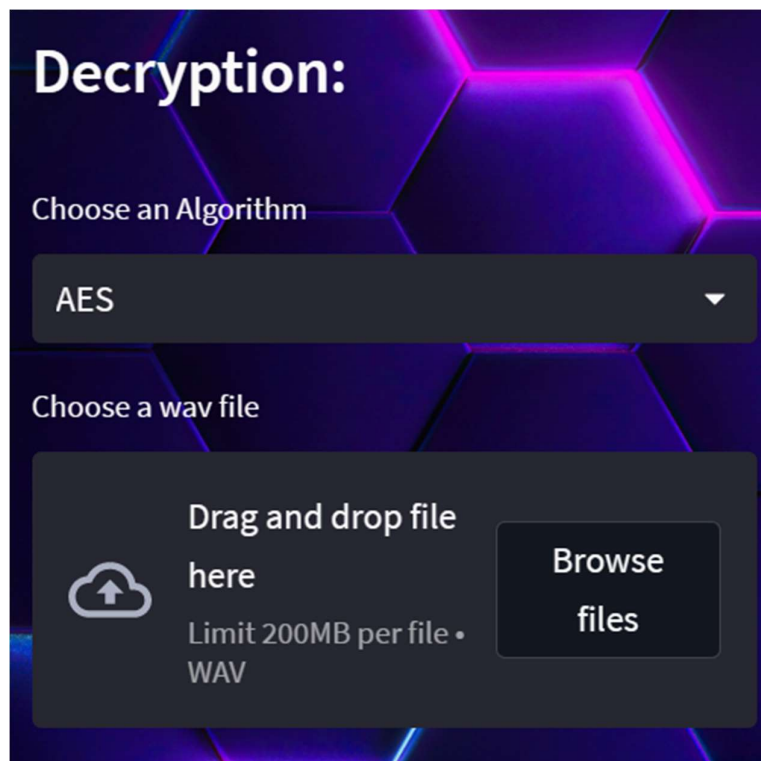 Decryption:
Choose an Algorithm
AES
Choose a wav file
Drag and drop file
here
Limit 200MB per file •
WAV
Browse
files